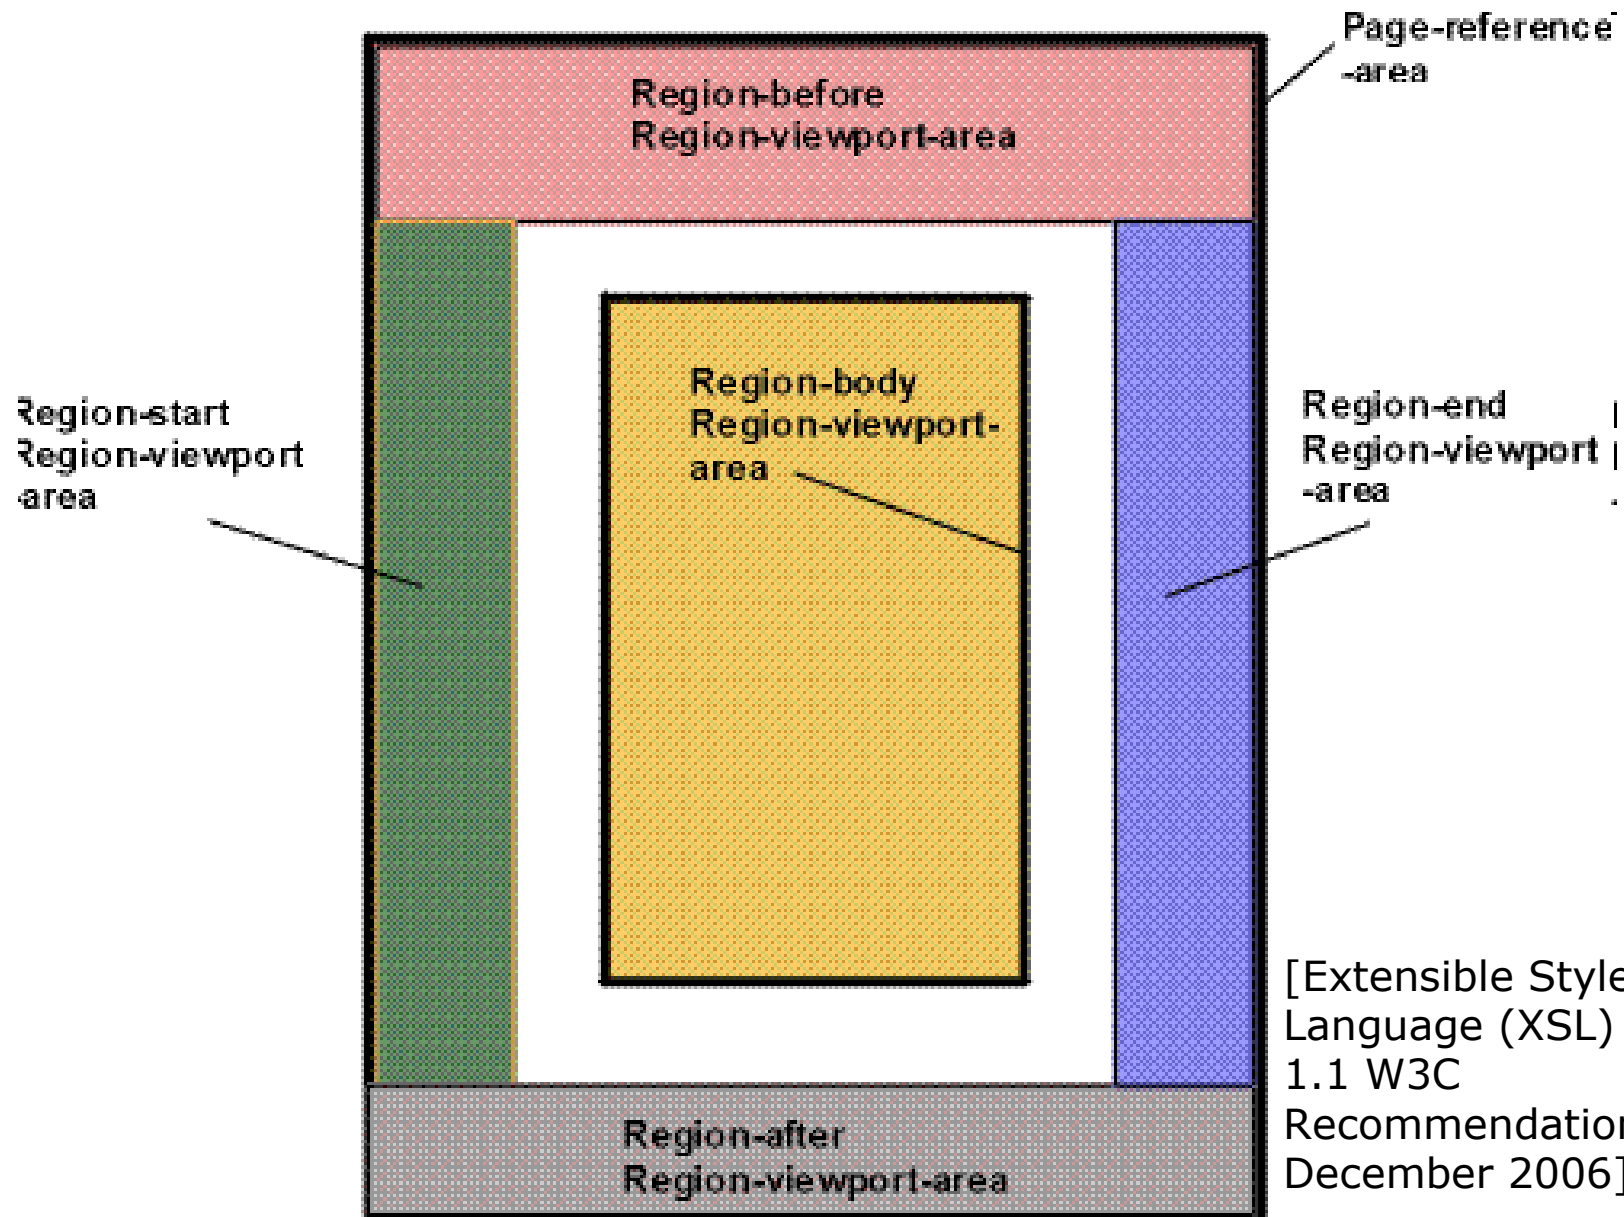 Page-reference
-area
Region-before
Region-viewport-area
Region-body
Region-viewport-
area
Region-start
Region-viewport
-area
Region-end
Region-viewport
-area
[Extensible Style
Language (XSL)
1.1 W3C
Recommendation
December 2006]
Region-after
Region-viewport-area